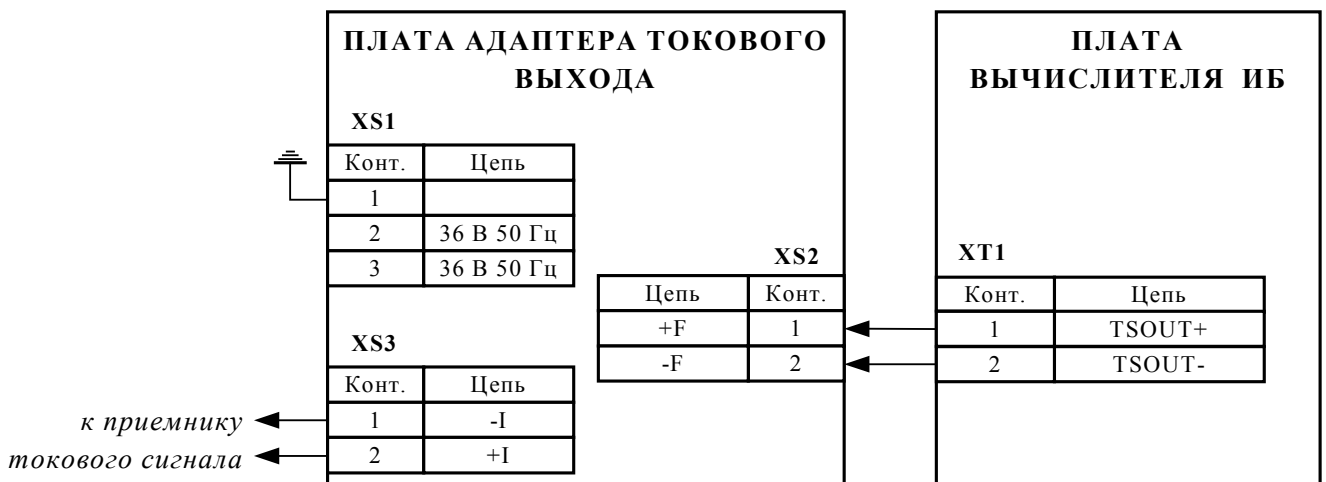 ПЛАТА АДАПТЕРА ТОКОВОГО
ВЫХОДА
XS1
Конт. Цепь
1
2 36 В 50 Гц
3 36 В 50 Гц
XS3
Конт. Цепь
1 -I
2 +I
к приемнику
токового сигнала
XS2
Цепь Конт.
+F 1
-F 2
ПЛАТА
ВЫЧИСЛИТЕЛЯ ИБ
XT1
Конт. Цепь
1 TSOUT+
2 TSOUT-